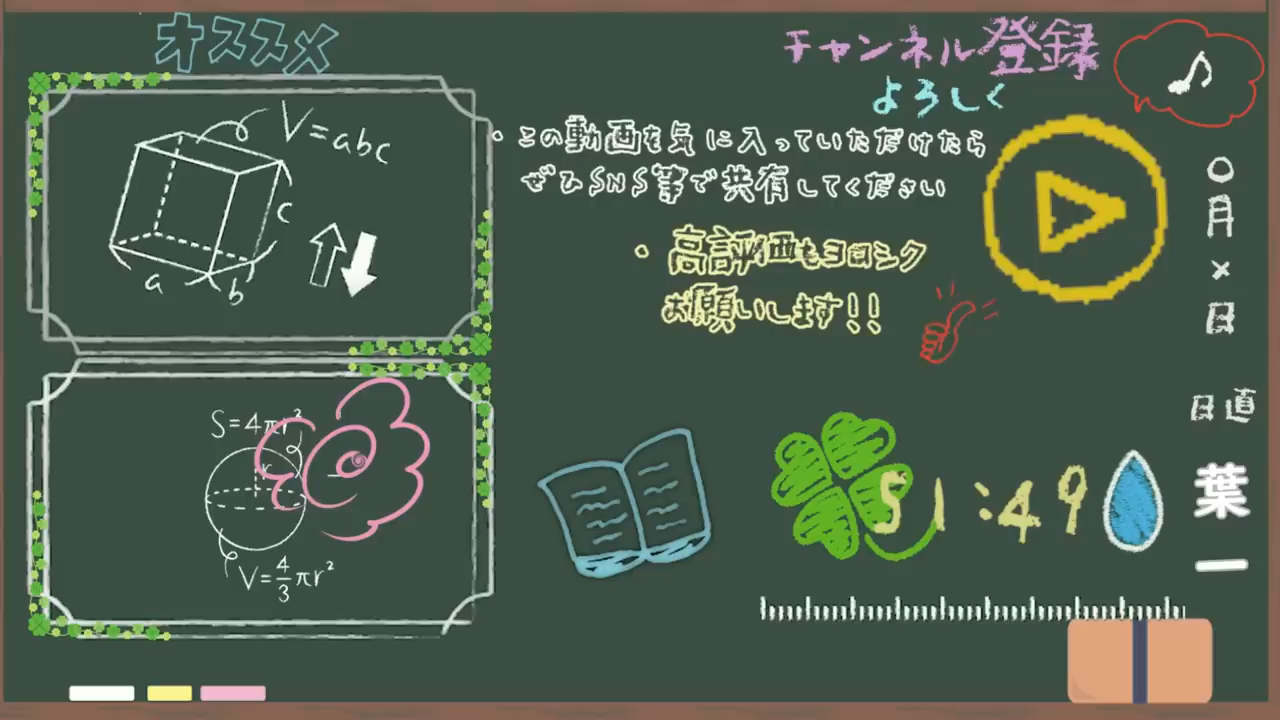 オススメ
V=abc
a
b
c
S=4πr²
r
V=4/3πr²
チャンネル登録
よろしく
・この動画を気に入っていただけたら
ぜひSNS等で共有してください
・高評価もヨロシク
お願いします!!
51:49
〇月×日
日直
葉一